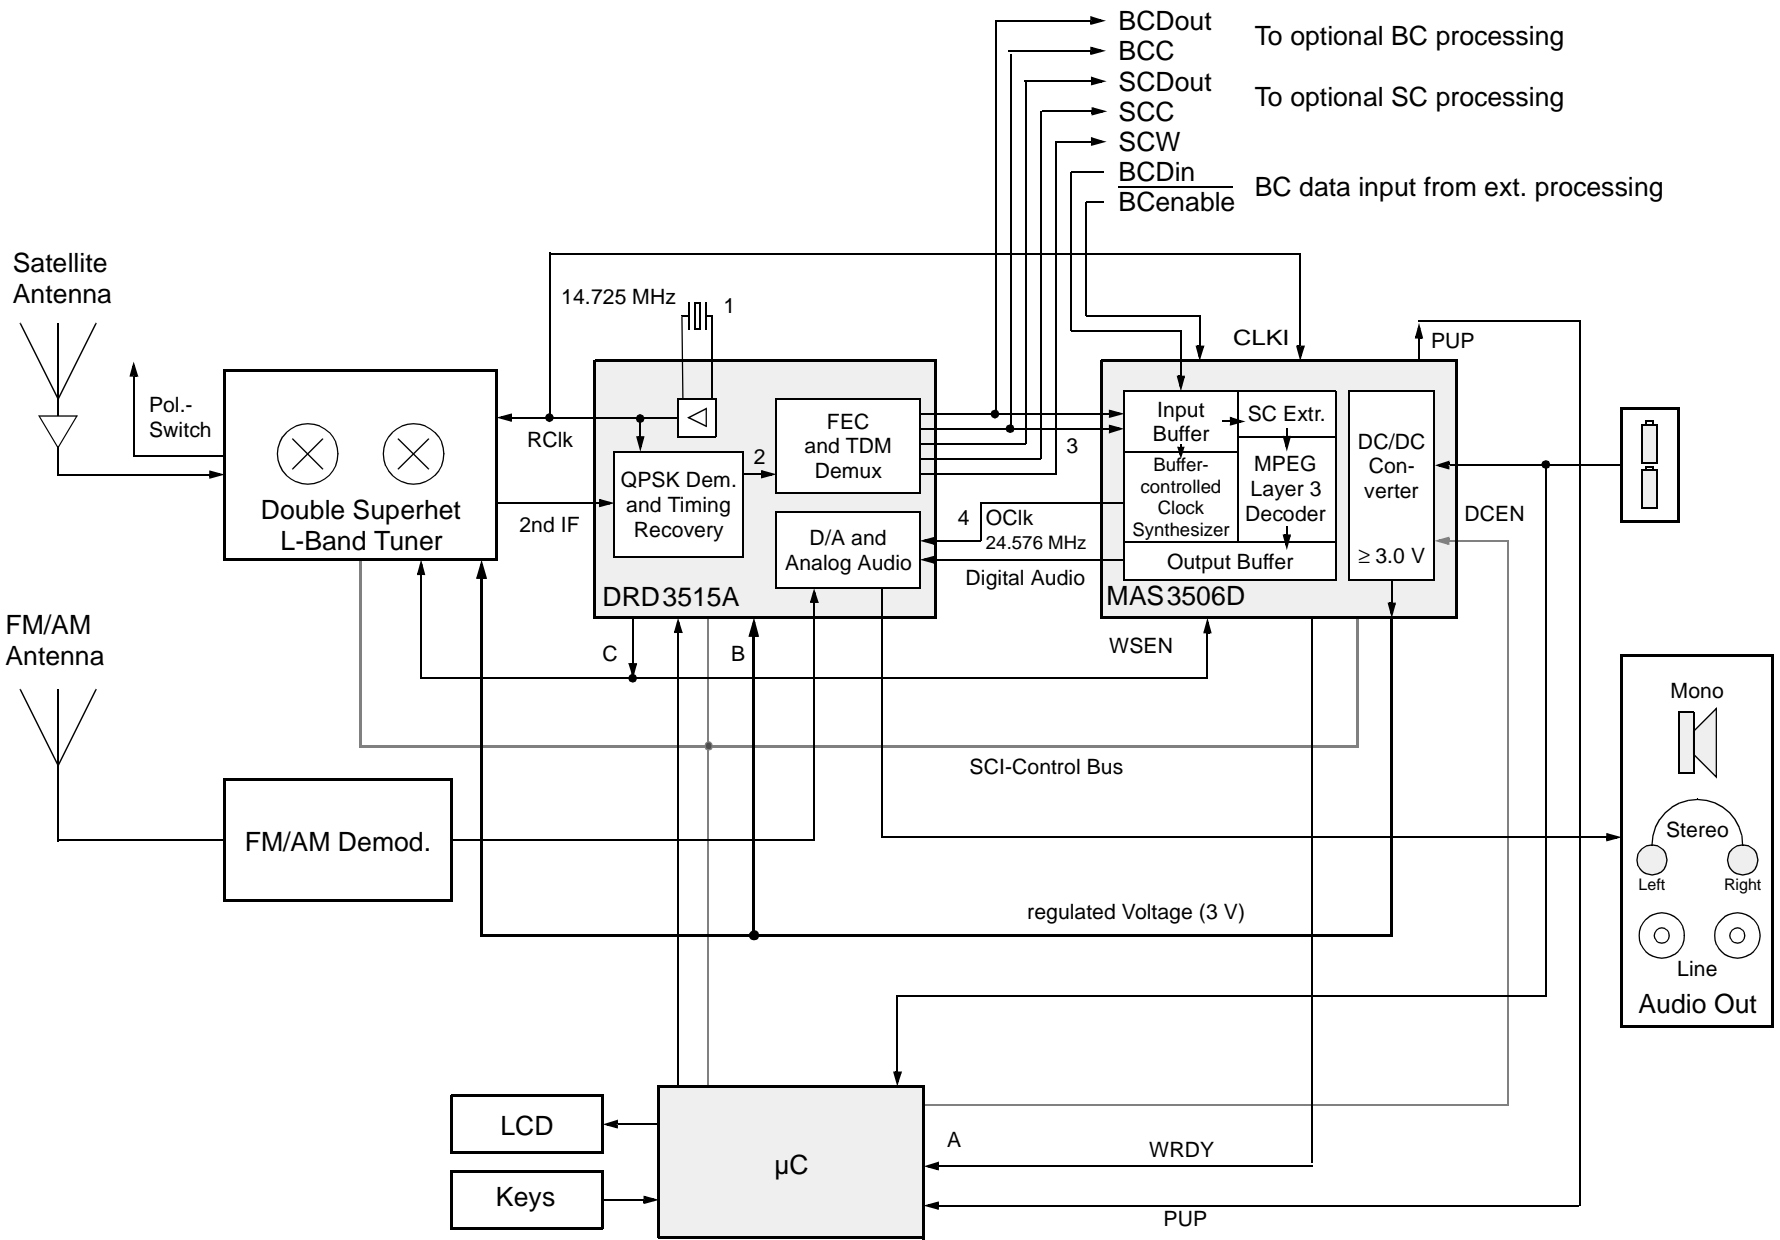 BCDout
To optional BC processing
BCC
SCDout
To optional SC processing
SCC
SCW
BCDin
BC data input from ext. processing
BCenable
Satellite
Antenna
Pol.-
Switch
14.725 MHz
1
CLKI
PUP
RClk
2nd IF
Double Superhet
L-Band Tuner
QPSK Dem.
and Timing
Recovery
2
FEC
and TDM
Demux
3
D/A and
Analog Audio
DRD3515A
4
OClk
24.576 MHz
Digital Audio
Input
Buffer
SC Extr.
Buffer-
controlled
Clock
Synthesizer
MPEG
Layer 3
Decoder
Output Buffer
DC/DC
Con-
verter
≥ 3.0 V
MAS3506D
DCEN
C
B
WSEN
FM/AM
Antenna
SCI-Control Bus
FM/AM Demod.
regulated Voltage (3 V)
Mono
Stereo
Left
Right
Line
Audio Out
LCD
Keys
µC
A
WRDY
PUP